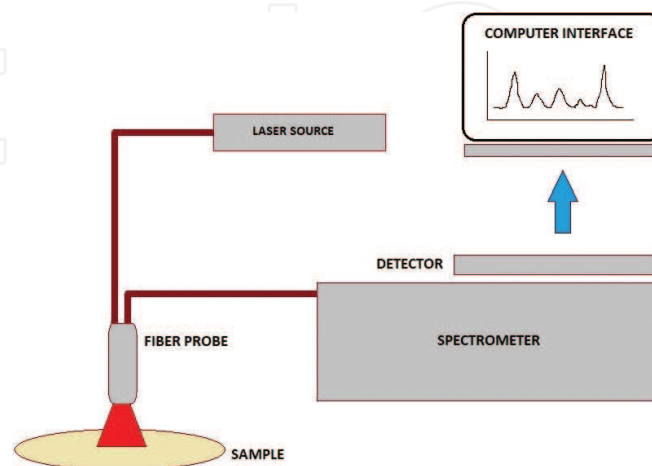 COMPUTER INTERFACE
LASER SOURCE
DETECTOR
FIBER PROBE
SPECTROMETER
SAMPLE